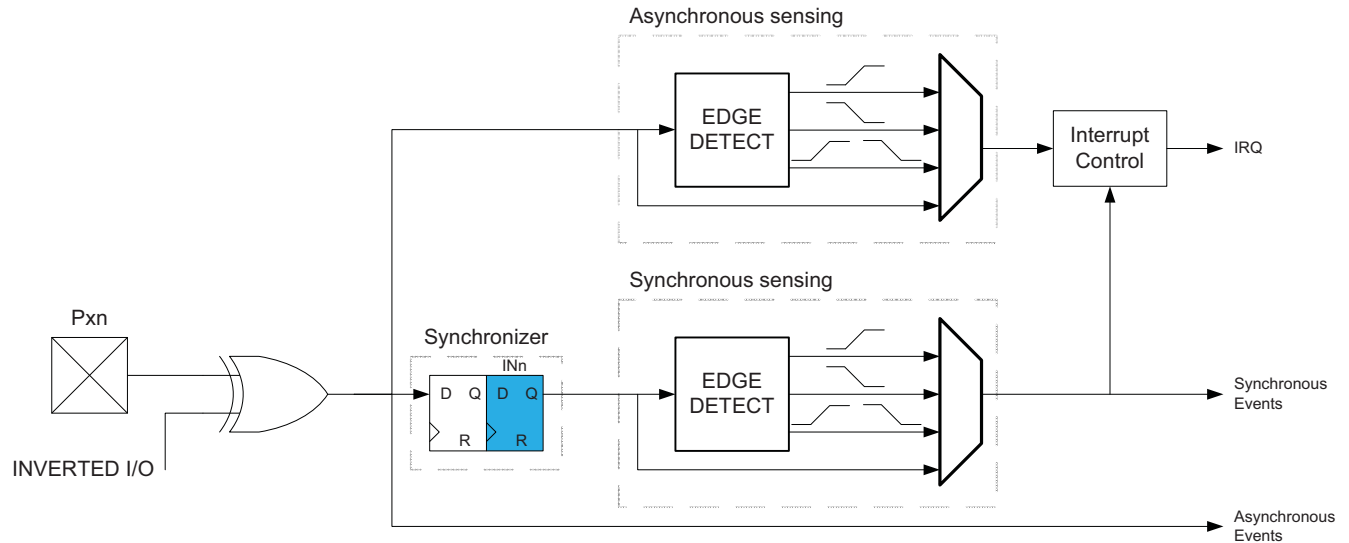 Asynchronous sensing
EDGE
DETECT
Interrupt
Control
IRQ
Synchronous sensing
Pxn
Synchronizer
INn
D Q D Q
R R
EDGE
DETECT
Synchronous
Events
INVERTED I/O
Asynchronous
Events